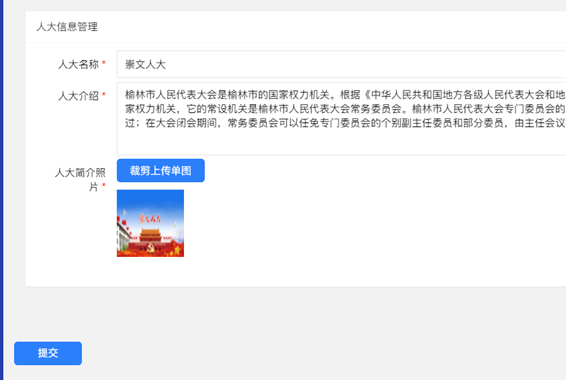 人大信息管理
人大名称 *
崇文人大
人大介绍 *
榆林市人民代表大会是榆林市的国家权力机关。根据《中华人民共和国地方各级人民代表大会和地
家权力机关，它的常设机关是榆林市人民代表大会常务委员会。榆林市人民代表大会专门委员会的
过；在大会闭会期间，常务委员会可以任免专门委员会的个别副主任委员和部分委员，由主任会议
人大简介照
片 *
裁剪上传单图
提交